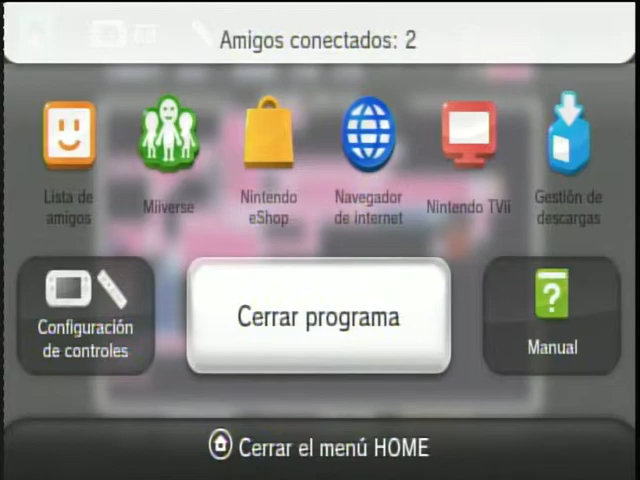 Amigos conectados: 2
Lista de
amigos
Miiverse
Nintendo
eShop
Navegador
de internet
Nintendo TVii
Gestión de
descargas
Configuración
de controles
Cerrar programa
?
Manual
Cerrar el menú HOME